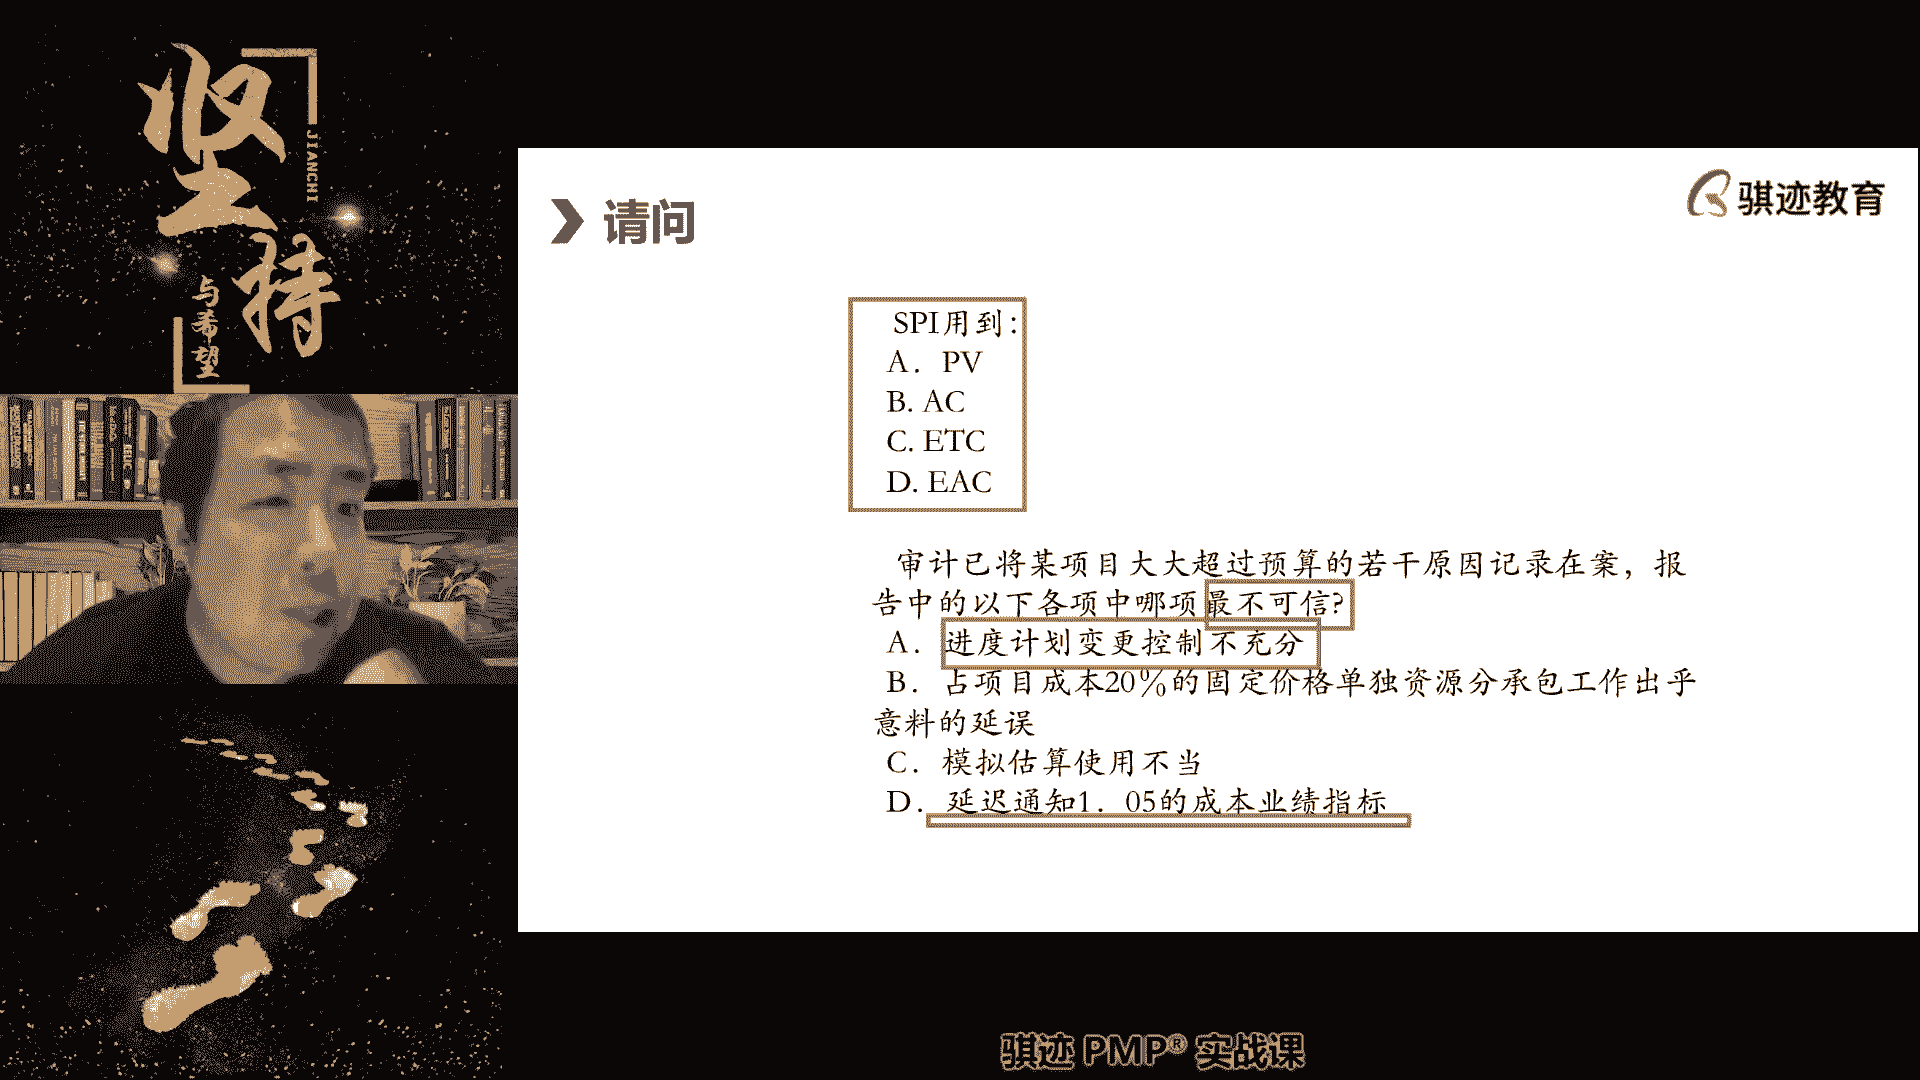 坚持
JIANCHI
与希望
请问
骐迹教育
SPI用到：
A．PV
B. AC
C. ETC
D. EAC
审计已将某项目大大超过预算的若干原因记录在案，报
告中的以下各项中哪项最不可信?
A．进度计划变更控制不充分
B．占项目成本20％的固定价格单独资源分承包工作出乎
意料的延误
C．模拟估算使用不当
D．延迟通知1．05的成本业绩指标
骐迹 PMP® 实战课